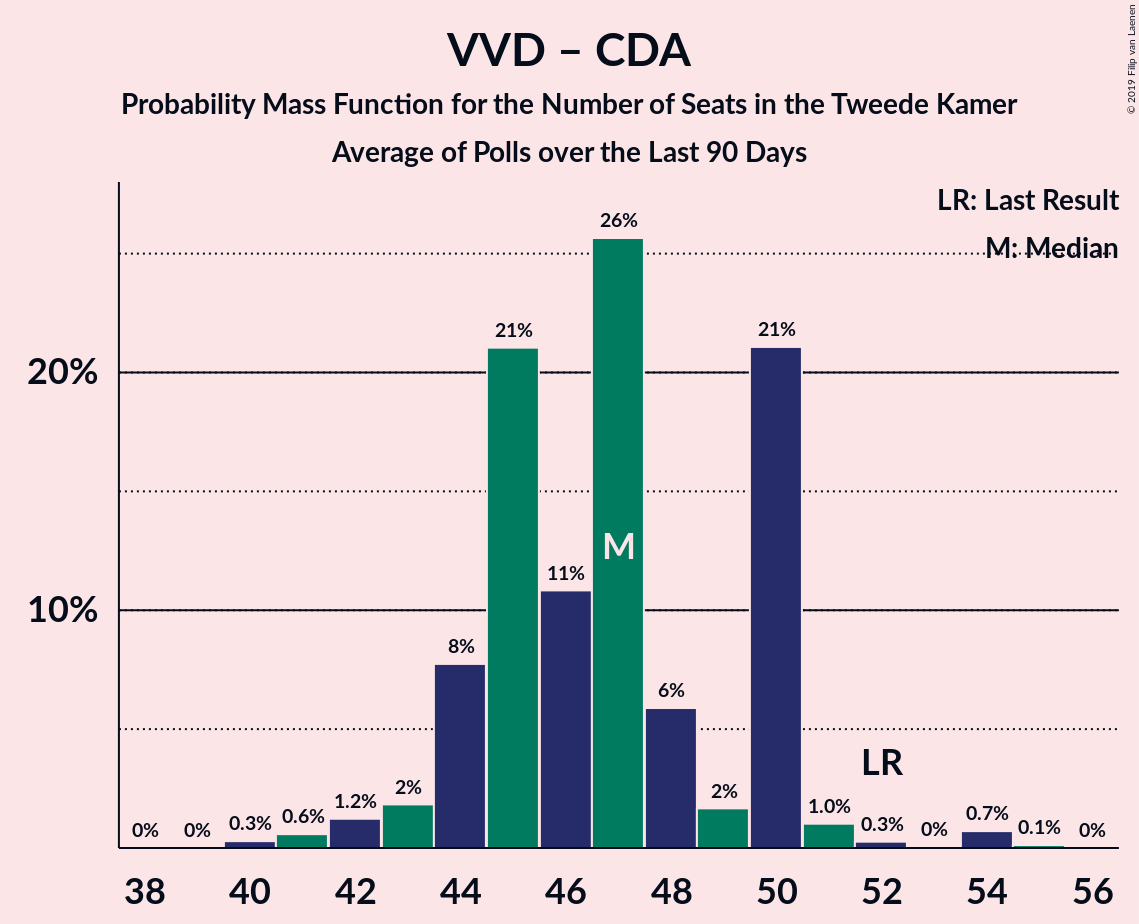 VVD – CDA
Probability Mass Function for the Number of Seats in the Tweede Kamer
Average of Polls over the Last 90 Days
© 2019 Filip van Laenen
LR: Last Result
M: Median
26%
21%
21%
20%
M
11%
10%
8%
6%
LR
2%
2%
1.2%
1.0%
0.7%
0.6%
0.3%
0.3%
0.1%
0%
0%
0%
0%
38 40 42 44 46 48 50 52 54 56